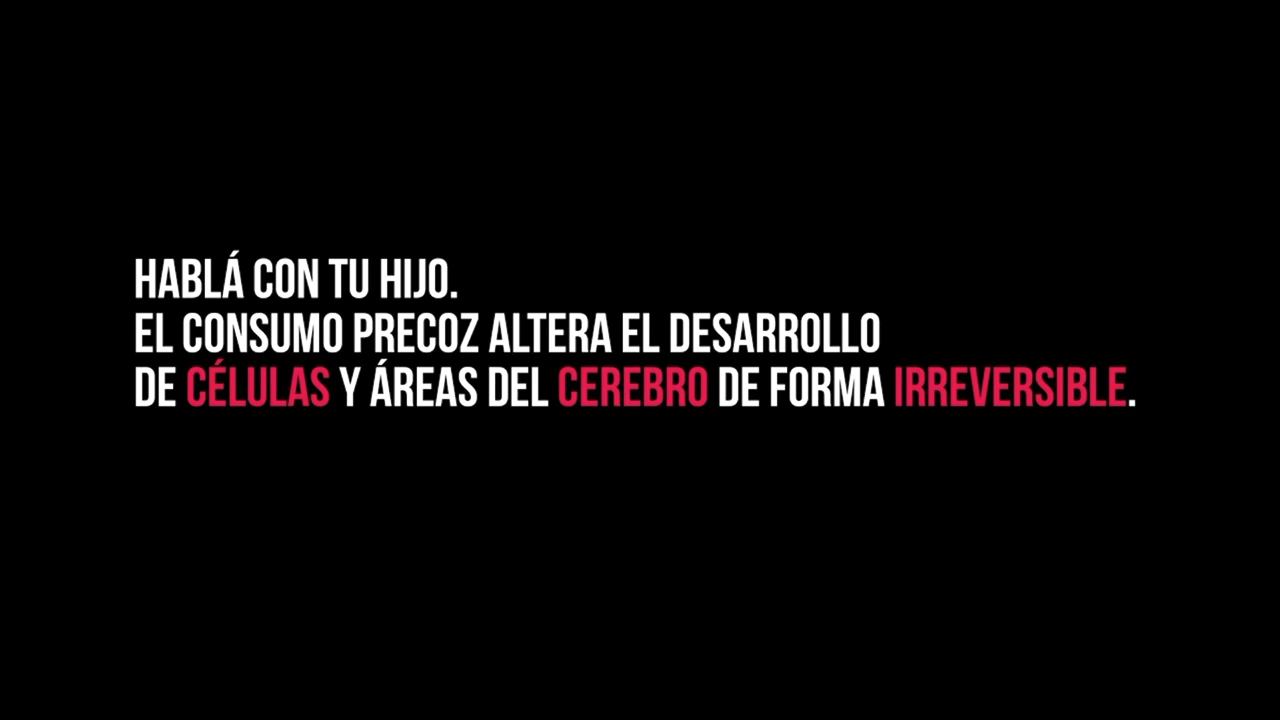 HABLÁ CON TU HIJO.
EL CONSUMO PRECOZ ALTERA EL DESARROLLO
DE CÉLULAS Y ÁREAS DEL CEREBRO DE FORMA IRREVERSIBLE.